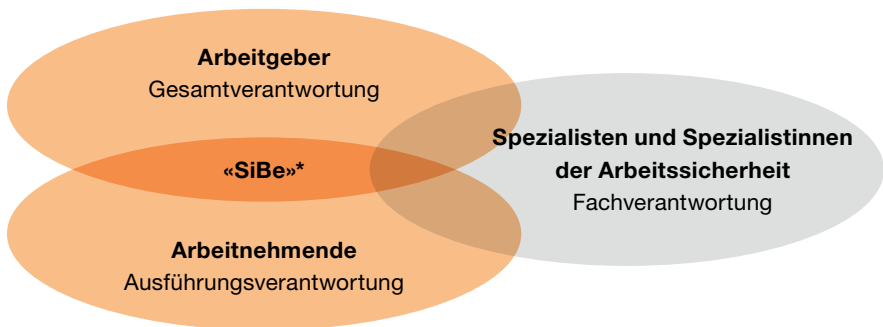 Arbeitgeber
Gesamtverantwortung
«SiBe»*
Arbeitnehmende
Ausführungsverantwortung
Spezialisten und Spezialistinnen
der Arbeitssicherheit
Fachverantwortung